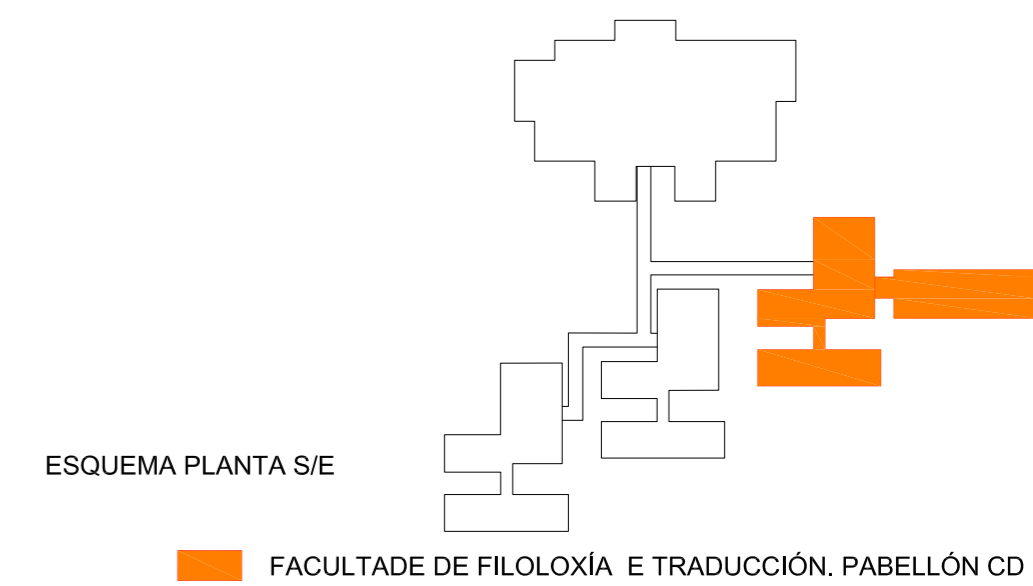 ESQUEMA PLANTA S/E
FACULTADE DE FILOLOXÍA E TRADUCCIÓN. PABELLÓN CD